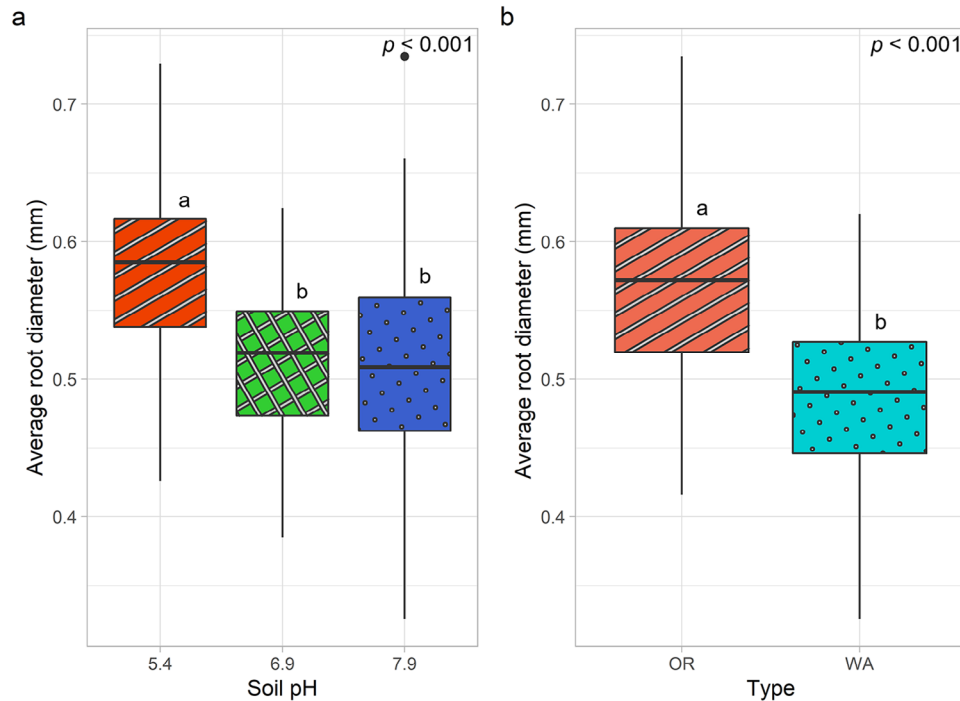 a
p < 0.001
Average root diameter (mm)
0.7
0.6
0.5
0.4
a
b
b
5.4
6.9
7.9
Soil pH
b
p < 0.001
Average root diameter (mm)
0.7
0.6
0.5
0.4
a
b
OR
WA
Type